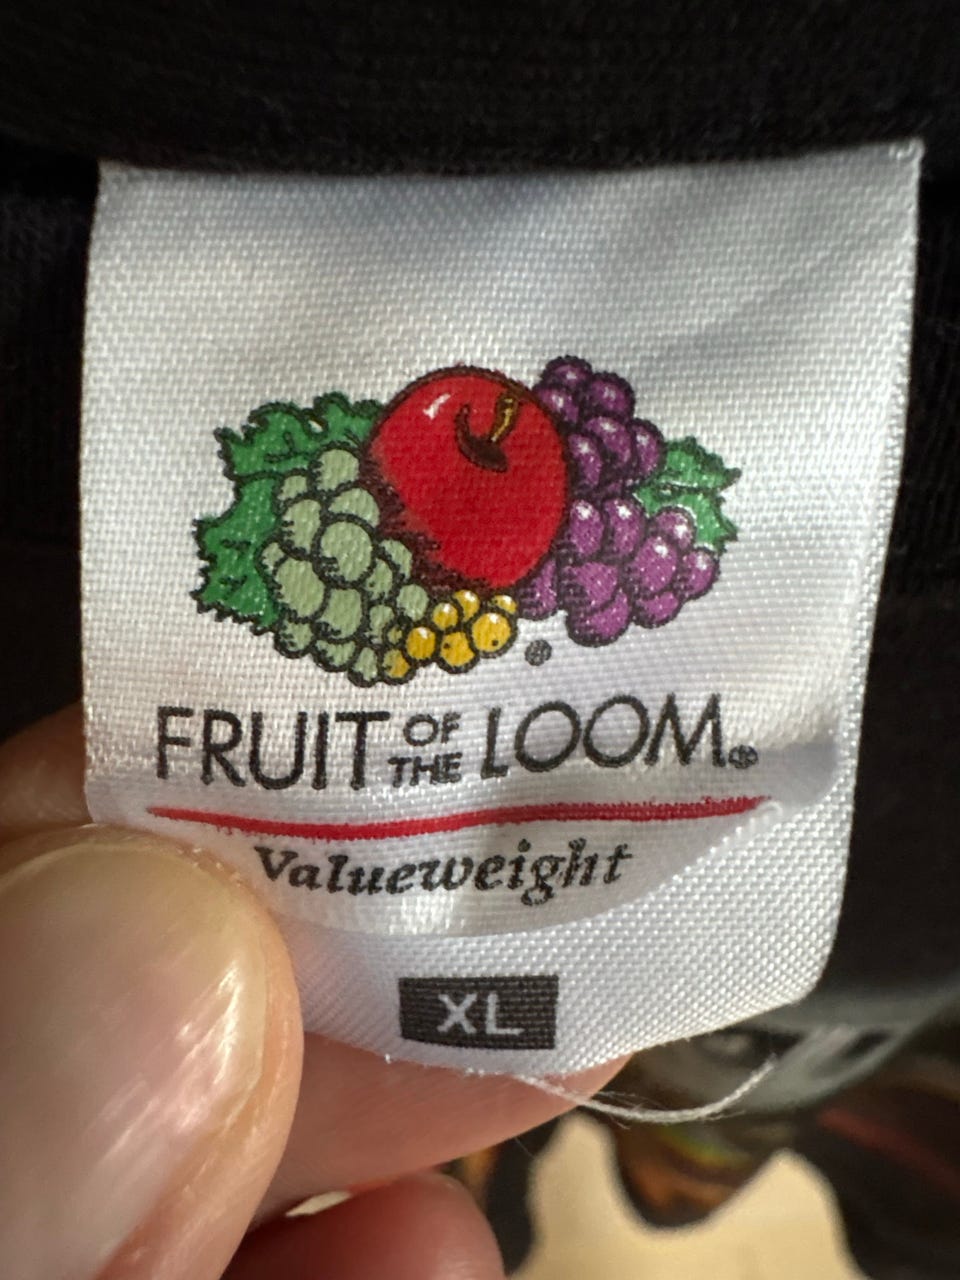 FRUIT OF THE LOOM®
Valueweight
XL